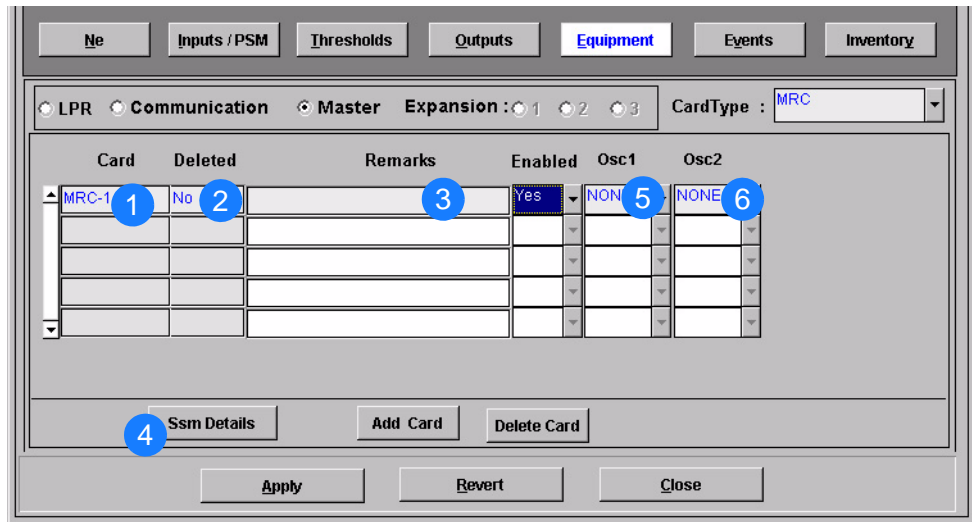 Ne Inputs / PSM Thresholds Outputs Equipment Events Inventory
LPR Communication Master Expansion : 1 2 3 CardType : MRC
Card Deleted Remarks Enabled Osc1 Osc2
MRC-1 1 No 2 3 Yes NON 5 NONE 6
4 Ssm Details Add Card Delete Card
Apply Revert Close